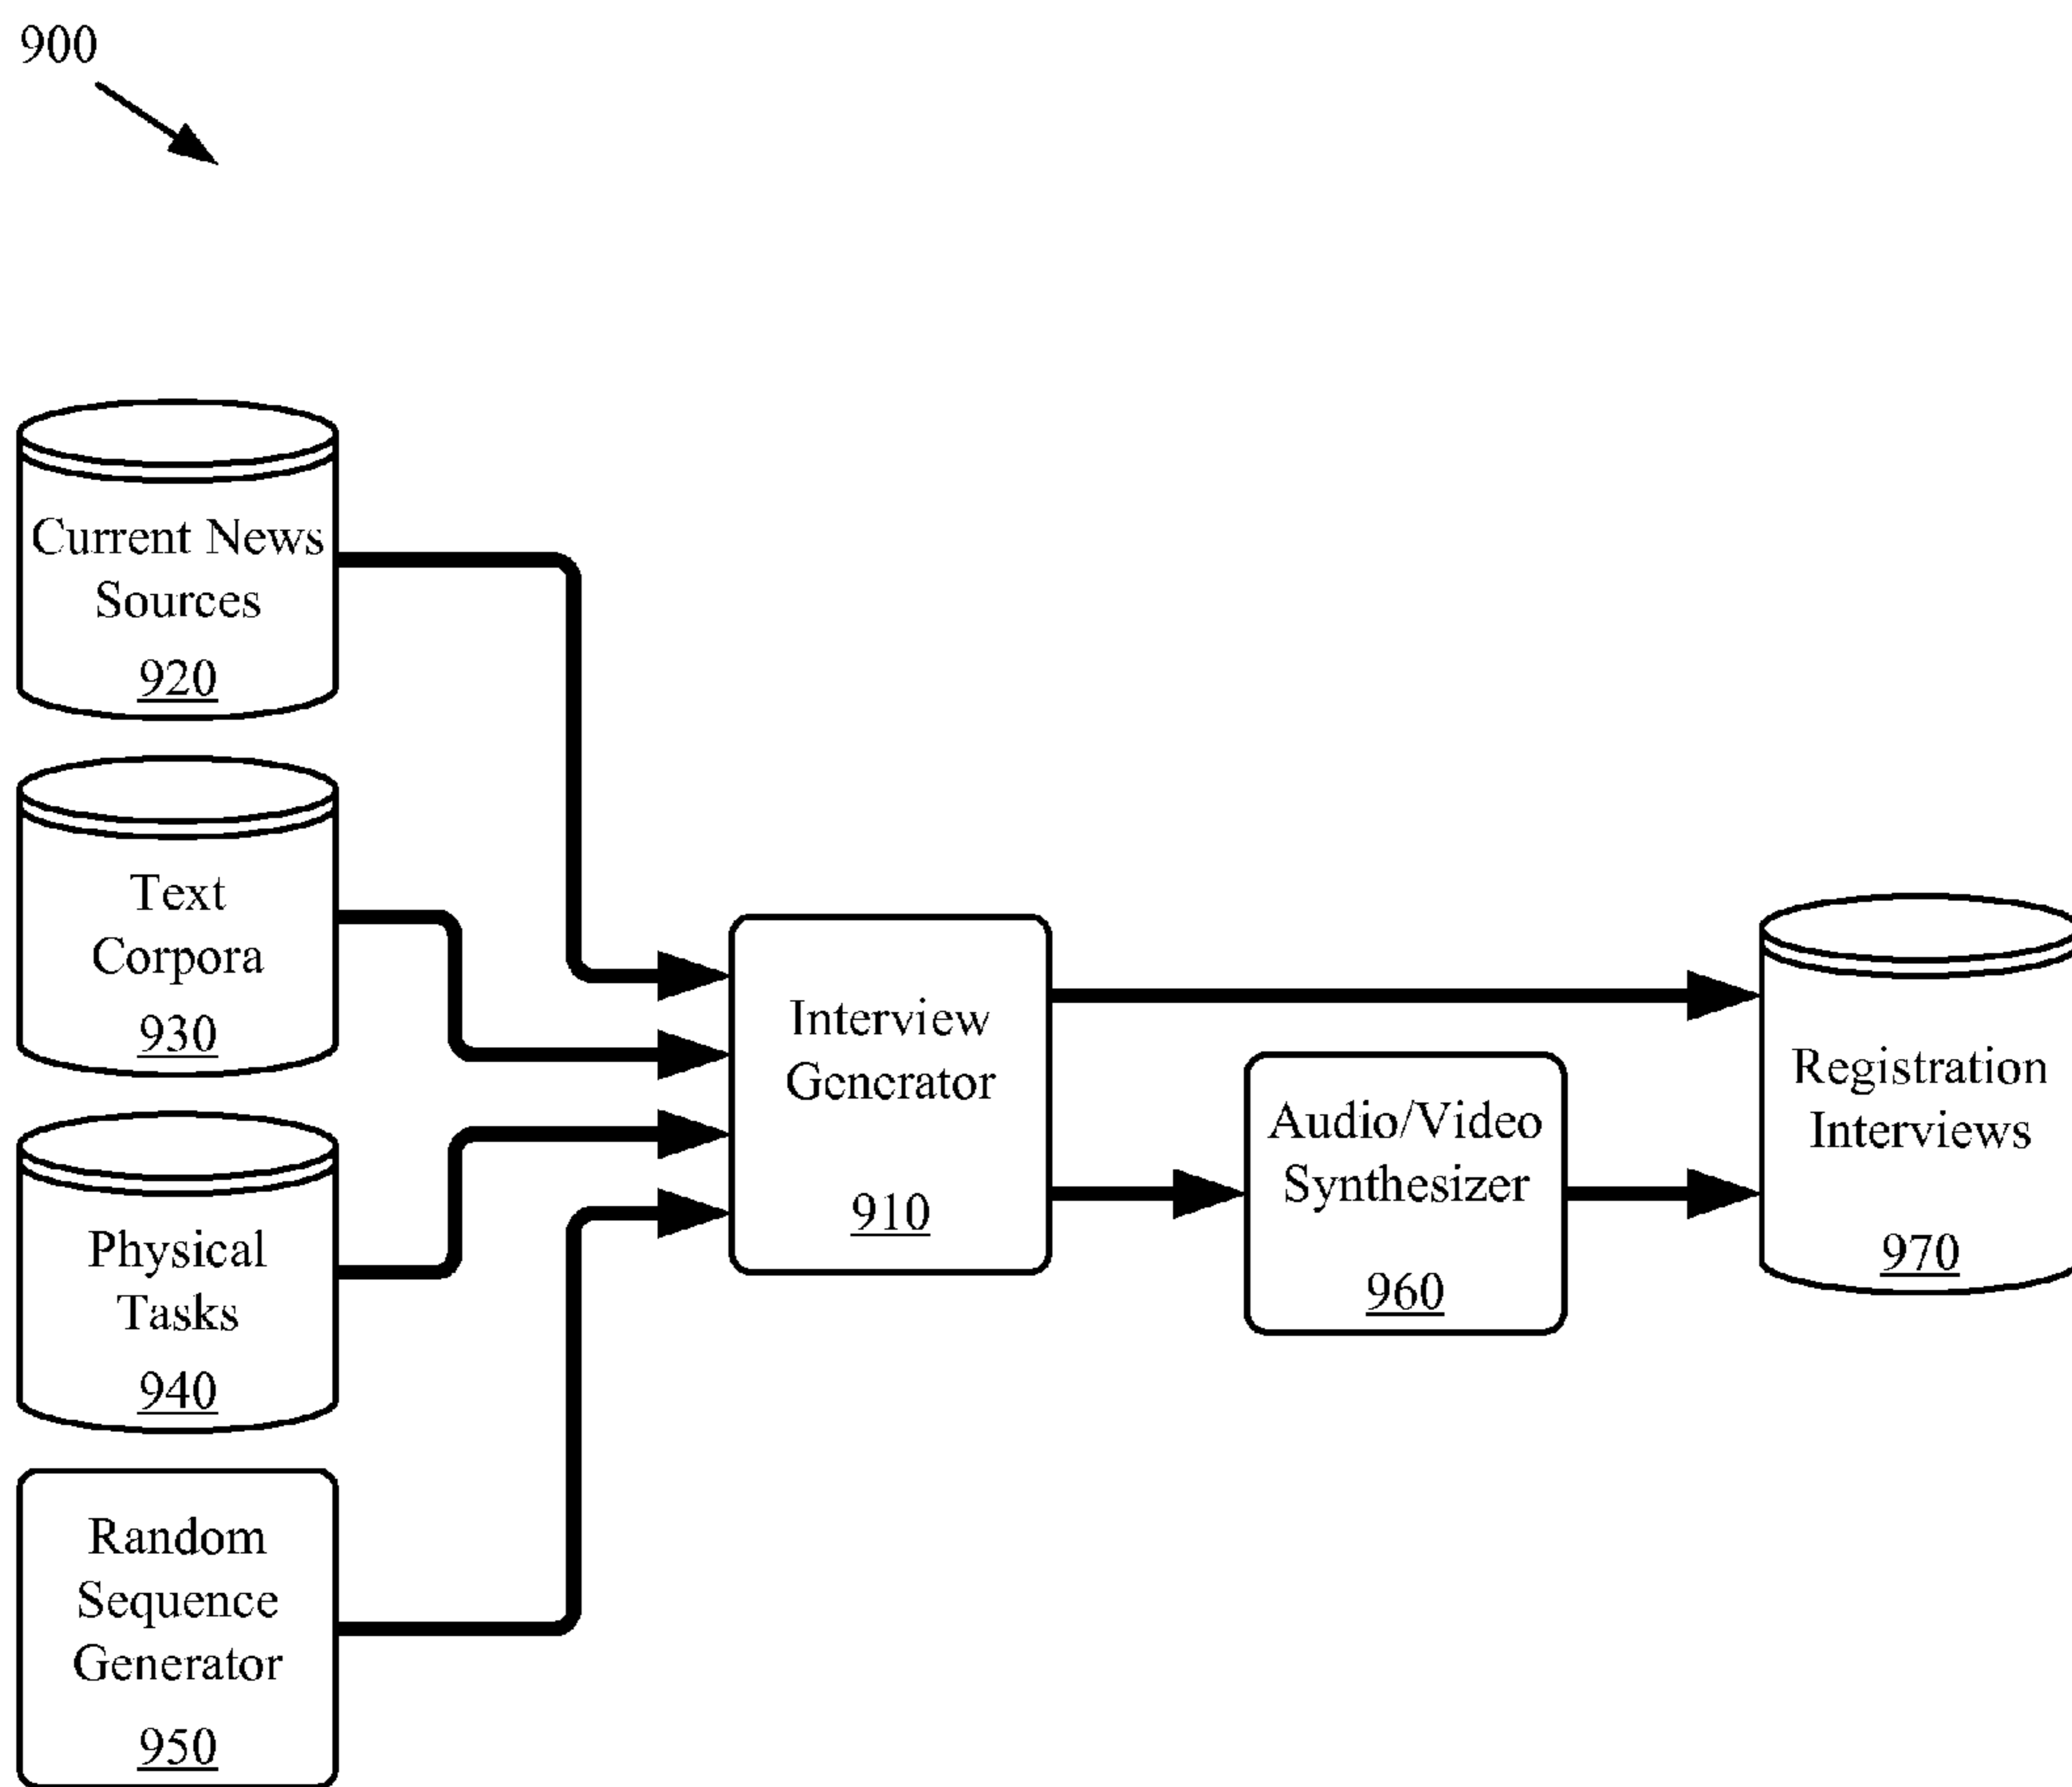 900
Current News
Sources
920
Text
Corpora
930
Physical
Tasks
940
Random
Sequence
Generator
950
Interview
Generator
910
Audio/Video
Synthesizer
960
Registration
Interviews
970